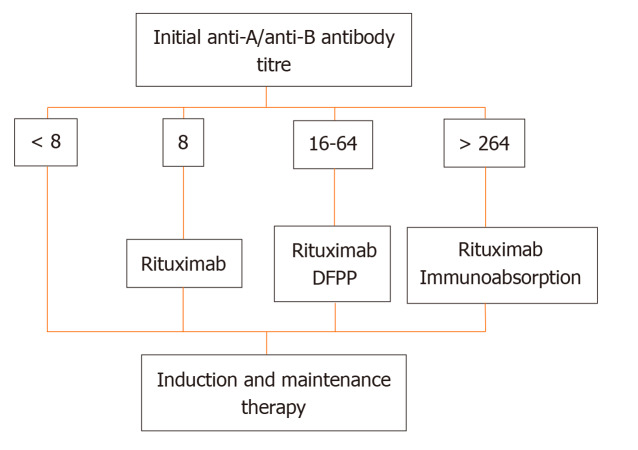 Initial anti-A/anti-B antibody
titre
< 8
8
16-64
> 264
Rituximab
Rituximab
DFPP
Rituximab
Immunoabsorption
Induction and maintenance
therapy